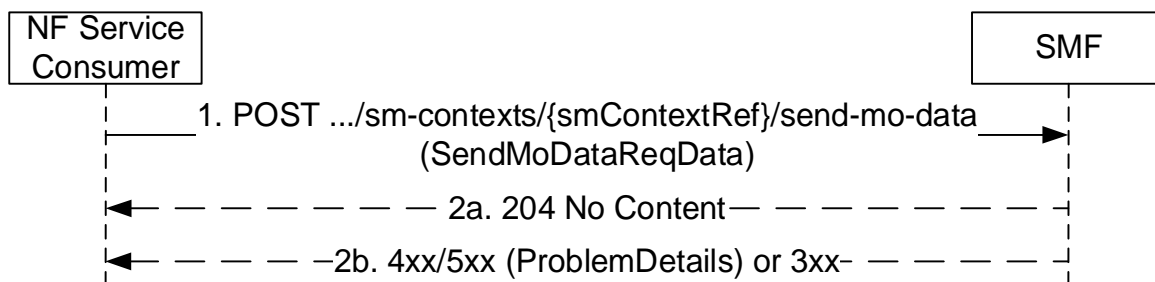 NF Service
Consumer
SMF
1. POST .../sm-contexts/{smContextRef}/send-mo-data
(SendMoDataReqData)
2a. 204 No Content
2b. 4xx/5xx (ProblemDetails) or 3xx